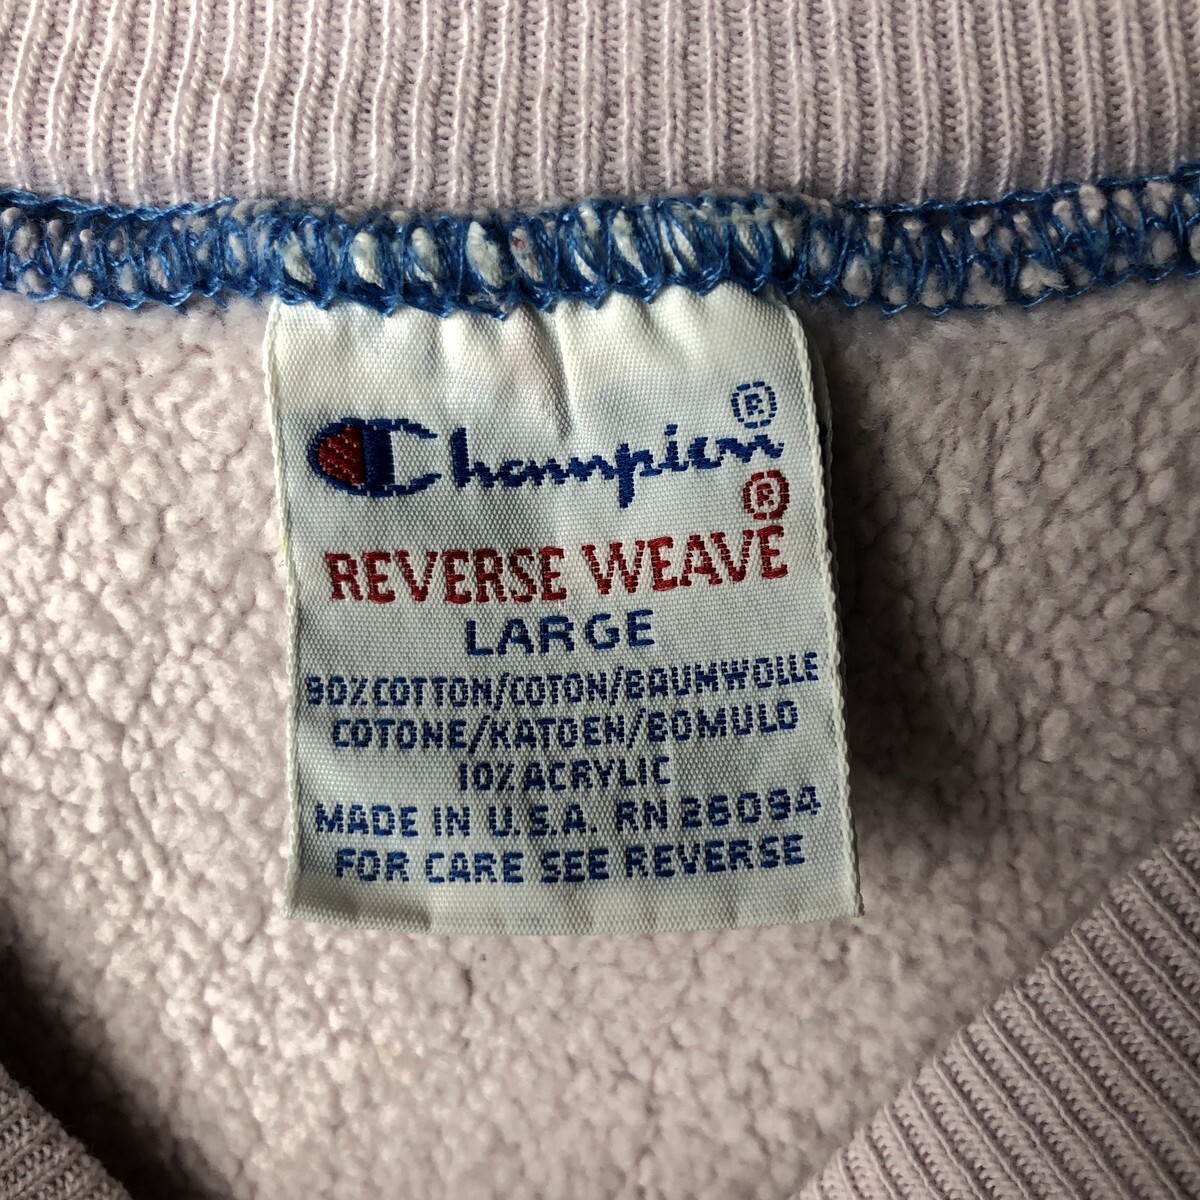 Champion®
REVERSE WEAVE®
LARGE
90% COTTON/COTON/BAUMWOLLE
COTONE/KATOEN/BOMULD
10% ACRYLIC
MADE IN U.S.A. RN 26094
FOR CARE SEE REVERSE